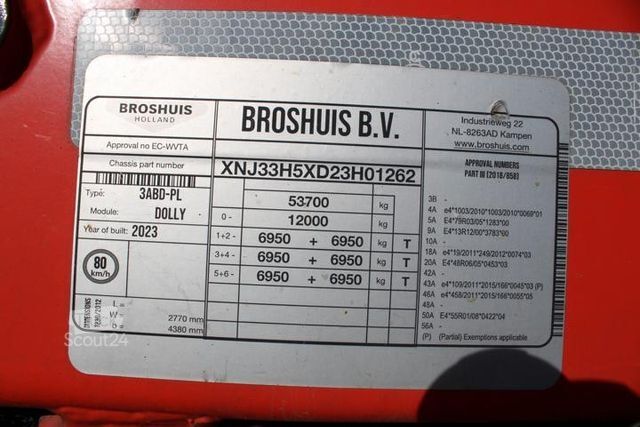 BROSHUIS
HOLLAND
BROSHUIS B.V.
Industrieweg 22
NL-8263AD Kampen
www.broshuis.com
Approval no EC-WVTA
Chassis part number
XNJ33H5XD23H01262
Type: 3ABD-PL
Module: DOLLY
Year of built: 2023
80
km/h
DIMENSIONS
1230/2012
L
W 2770 mm
b 4380 mm
53700 kg
0 - 12000 kg
1+2 - 6950 + 6950 kg T
3+4 - 6950 + 6950 kg T
5+6 - 6950 + 6950 kg T
APPROVAL NUMBERS
PART III (2018/858)
3B -
4A e4*1003/2010*1003/2010*0069*01
5A E4*79R03/05*1283*00
9A E4*13R12/00*3783*00
10A -
18A e4*19/2011*249/2012*0074*03
20A E4*48R06/05*0453*03
42A -
43A e4*109/2011*2015/166*0045*03 (P)
46A e4*458/2011*2015/166*0055*05
48A -
50A E4*55R01/08*0422*04
56A -
(P) (Partial) Exemptions applicable
Scout24